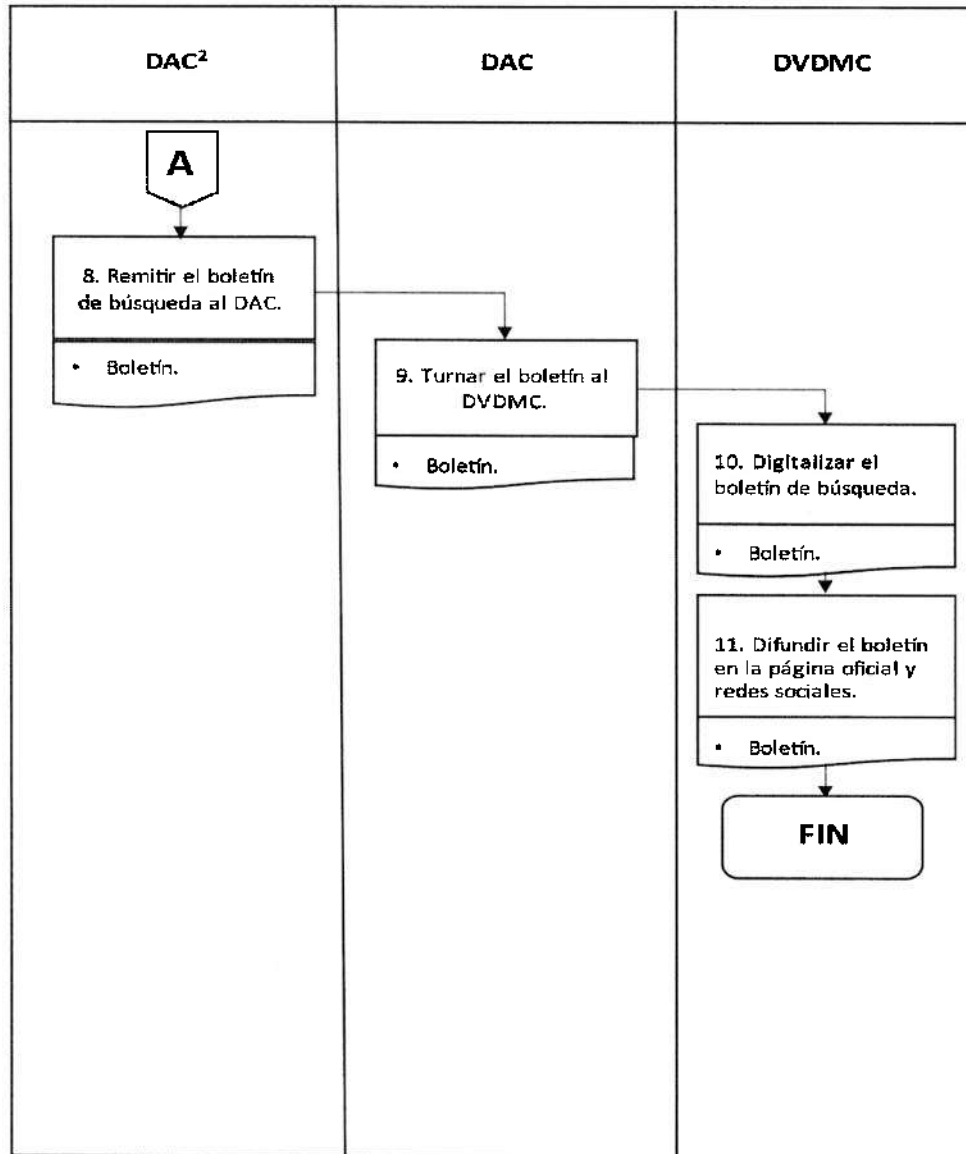 DAC²
DAC
DVDMC
A
8. Remitir el boletín
de búsqueda al DAC.
• Boletín.
9. Turnar el boletín al
DVDMC.
• Boletín.
10. Digitalizar el
boletín de búsqueda.
• Boletín.
11. Difundir el boletín
en la página oficial y
redes sociales.
• Boletín.
FIN